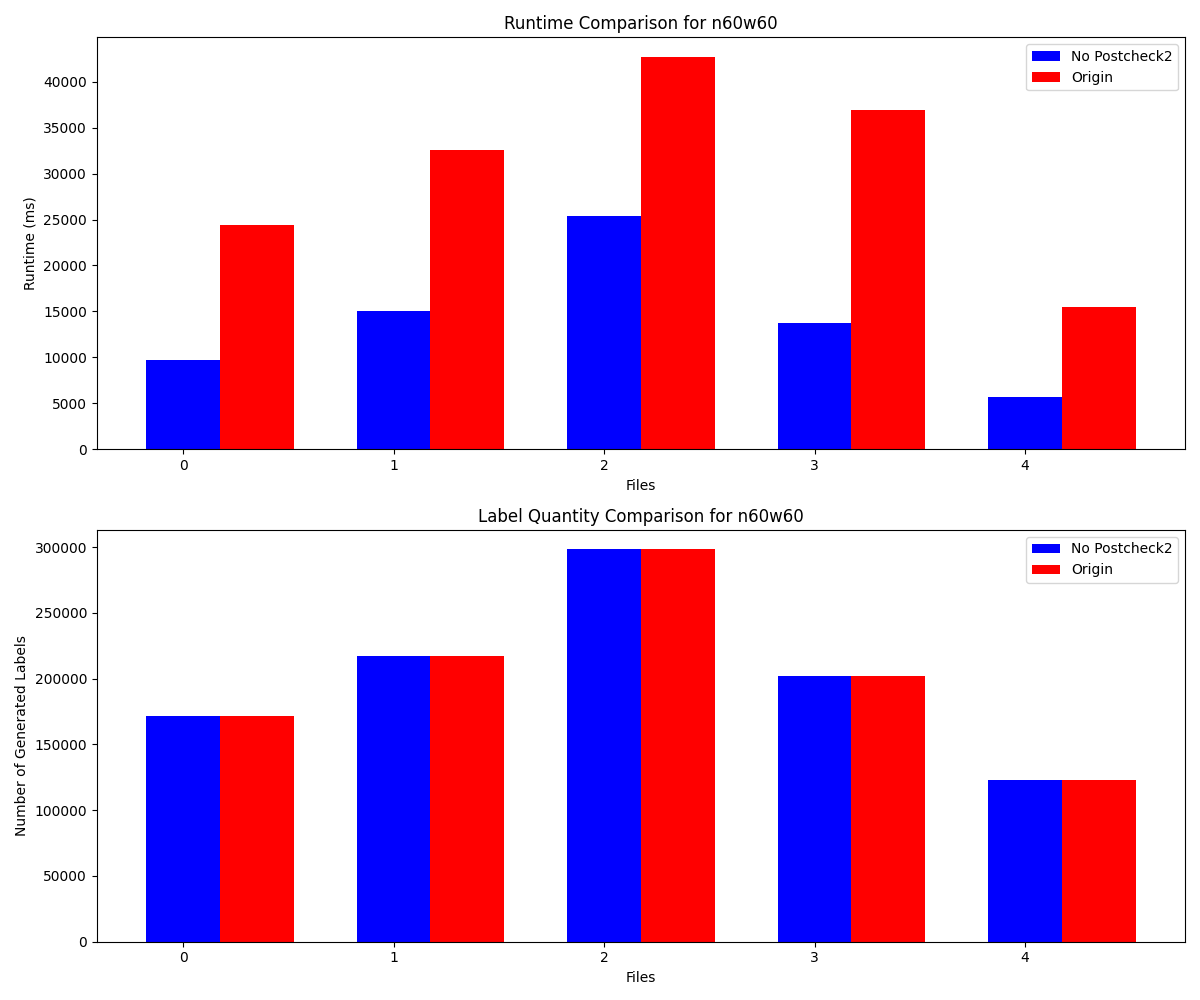 Runtime Comparison for n60w60
No Postcheck2
Origin
Runtime (ms)
40000
35000
30000
25000
20000
15000
10000
5000
0
0 1 2 3 4
Files
Label Quantity Comparison for n60w60
No Postcheck2
Origin
Number of Generated Labels
300000
250000
200000
150000
100000
50000
0
0 1 2 3 4
Files